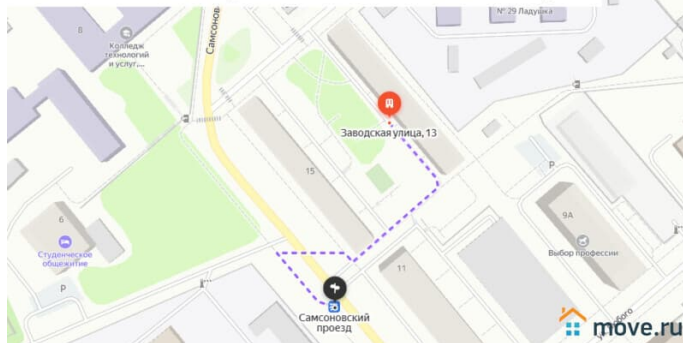 8
Колледж
технологий
и услуг,...
№ 29 Ладушка
Заводская улица, 13
15
6
Студенческое
общежитие
P
P
9А
Выбор профессии
11
Самсоновский
проезд
move.ru